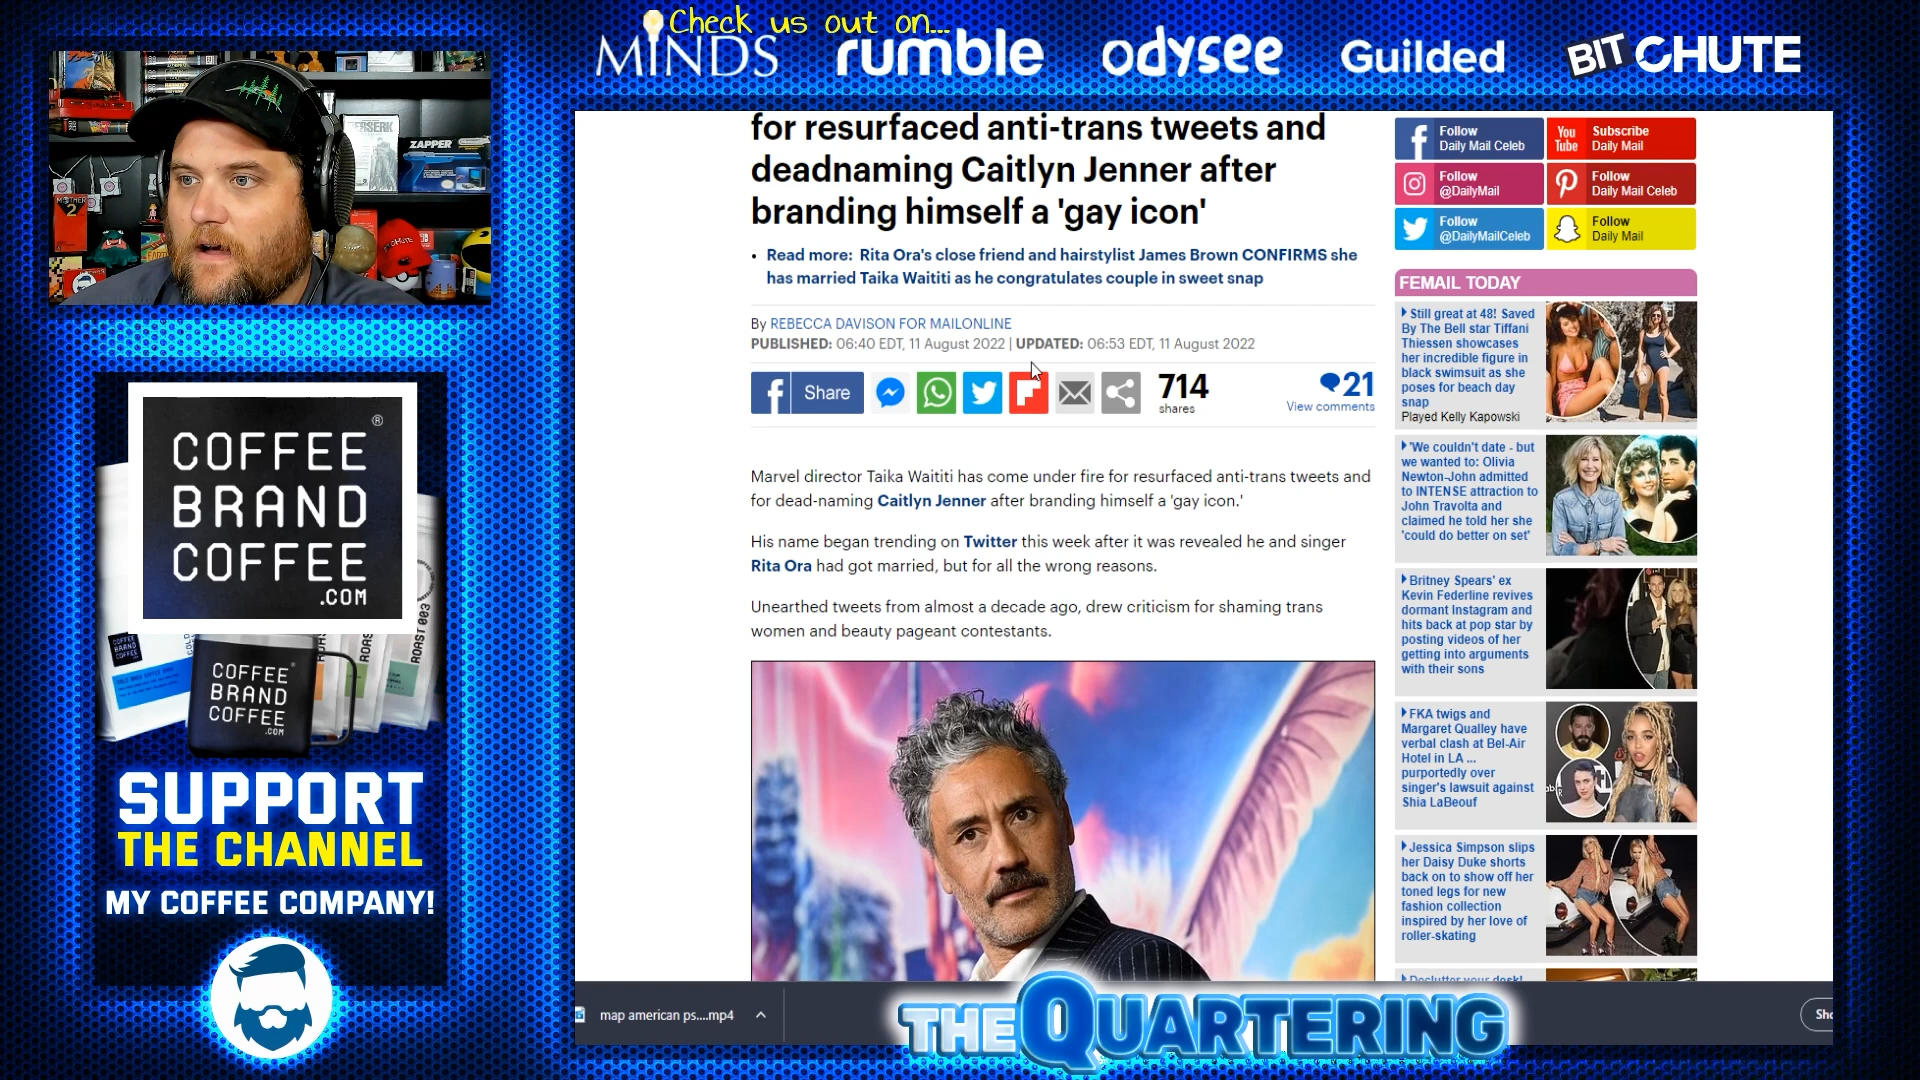 Check us out on...
MINDS
rumble
odysee
Guilded
BIT CHUTE
BERSERK
ZAPPER
MOTHER
2
COFFEE
BRAND
COFFEE
.COM
®
COFFEE
BRAND
COFFEE
.COM
ROAST 003
SUPPORT
THE CHANNEL
MY COFFEE COMPANY!
for resurfaced anti-trans tweets and
deadnaming Caitlyn Jenner after
branding himself a 'gay icon'
• Read more: Rita Ora's close friend and hairstylist James Brown CONFIRMS she
has married Taika Waititi as he congratulates couple in sweet snap
By REBECCA DAVISON FOR MAILONLINE
PUBLISHED: 06:40 EDT, 11 August 2022 | UPDATED: 06:53 EDT, 11 August 2022
Share
714
shares
21
View comments
Marvel director Taika Waititi has come under fire for resurfaced anti-trans tweets and
for dead-naming Caitlyn Jenner after branding himself a 'gay icon.'
His name began trending on Twitter this week after it was revealed he and singer
Rita Ora had got married, but for all the wrong reasons.
Unearthed tweets from almost a decade ago, drew criticism for shaming trans
women and beauty pageant contestants.
Follow
Daily Mail Celeb
You
Tube
Subscribe
Daily Mail
Follow
@DailyMail
Follow
Daily Mail Celeb
Follow
@DailyMailCeleb
Follow
Daily Mail
FEMAIL TODAY
Still great at 48! Saved
By The Bell star Tiffani
Thiessen showcases
her incredible figure in
black swimsuit as she
poses for beach day
snap
Played Kelly Kapowski
'We couldn't date - but
we wanted to: Olivia
Newton-John admitted
to INTENSE attraction to
John Travolta and
claimed he told her she
'could do better on set'
Britney Spears' ex
Kevin Federline revives
dormant Instagram and
hits back at pop star by
posting videos of her
getting into arguments
with their sons
FKA twigs and
Margaret Qualley have
verbal clash at Bel-Air
Hotel in LA ...
purportedly over
singer's lawsuit against
Shia LaBeouf
Jessica Simpson slips
her Daisy Duke shorts
back on to show off her
toned legs for new
fashion collection
inspired by her love of
roller-skating
Declutter your desk!
map american ps....mp4
THE QUARTERING